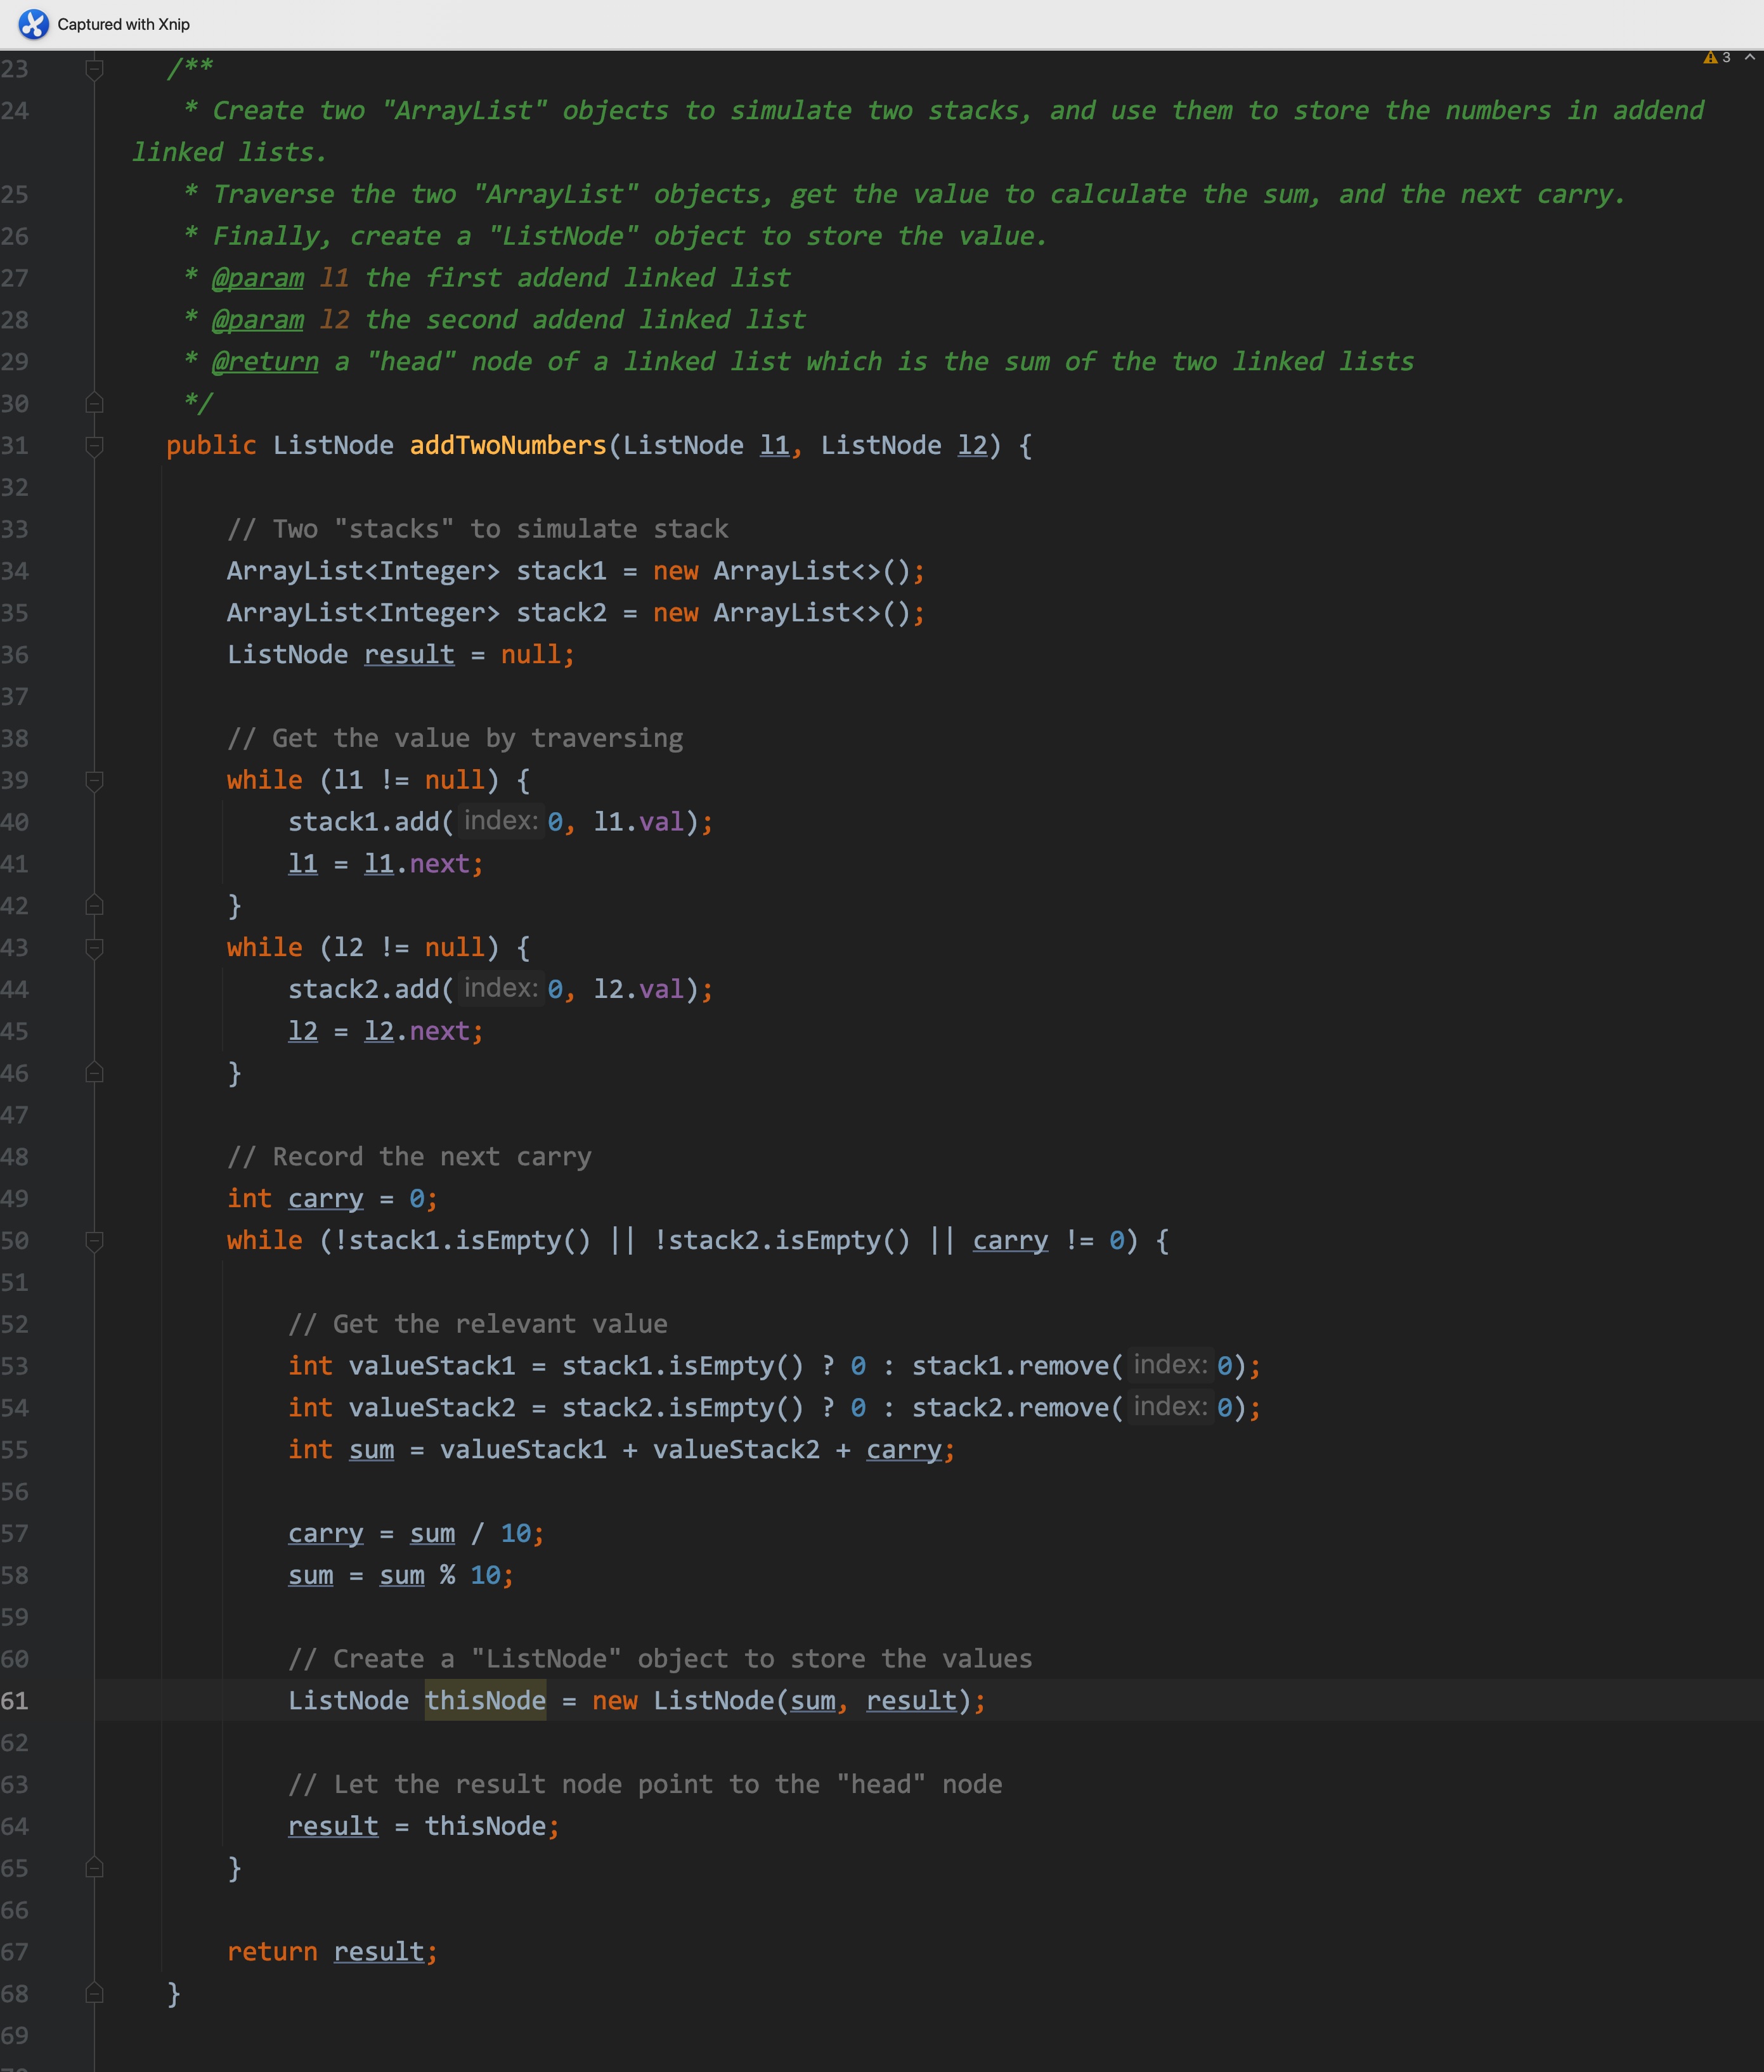 Captured with Xnip
3
23 /**
24 * Create two "ArrayList" objects to simulate two stacks, and use them to store the numbers in addend
linked lists.
25 * Traverse the two "ArrayList" objects, get the value to calculate the sum, and the next carry.
26 * Finally, create a "ListNode" object to store the value.
27 * @param l1 the first addend linked list
28 * @param l2 the second addend linked list
29 * @return a "head" node of a linked list which is the sum of the two linked lists
30 */
31 public ListNode addTwoNumbers(ListNode l1, ListNode l2) {
32
33 // Two "stacks" to simulate stack
34 ArrayList<Integer> stack1 = new ArrayList<>();
35 ArrayList<Integer> stack2 = new ArrayList<>();
36 ListNode result = null;
37
38 // Get the value by traversing
39 while (l1 != null) {
40 stack1.add( index: 0, l1.val);
41 l1 = l1.next;
42 }
43 while (l2 != null) {
44 stack2.add( index: 0, l2.val);
45 l2 = l2.next;
46 }
47
48 // Record the next carry
49 int carry = 0;
50 while (!stack1.isEmpty() || !stack2.isEmpty() || carry != 0) {
51
52 // Get the relevant value
53 int valueStack1 = stack1.isEmpty() ? 0 : stack1.remove( index: 0);
54 int valueStack2 = stack2.isEmpty() ? 0 : stack2.remove( index: 0);
55 int sum = valueStack1 + valueStack2 + carry;
56
57 carry = sum / 10;
58 sum = sum % 10;
59
60 // Create a "ListNode" object to store the values
61 ListNode thisNode = new ListNode(sum, result);
62
63 // Let the result node point to the "head" node
64 result = thisNode;
65 }
66
67 return result;
68 }
69